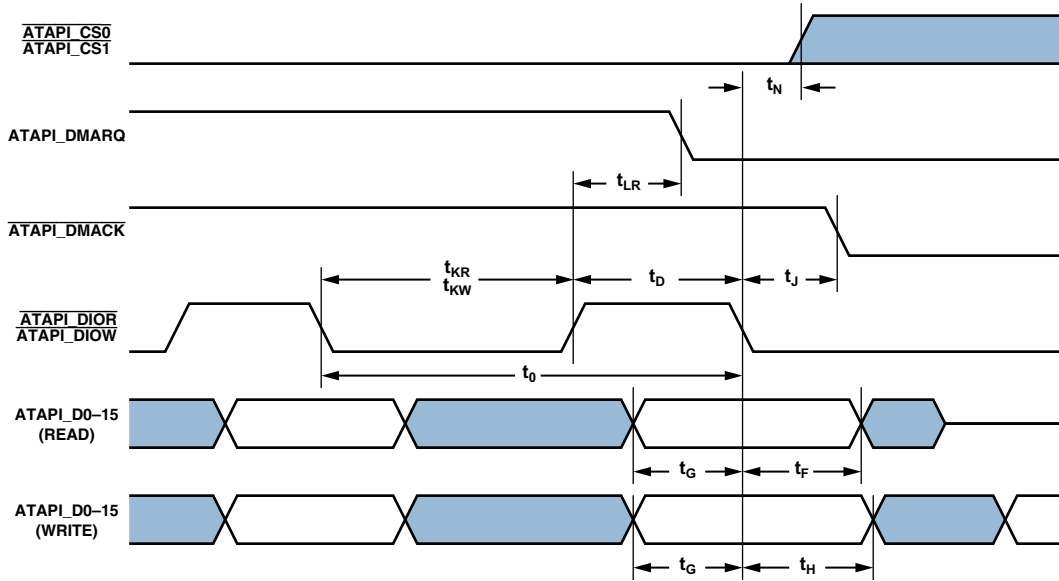 ATAPI_CS0
ATAPI_CS1
tN
ATAPI_DMARQ
tLR
ATAPI_DMACK
tKR
tKW
tD
tJ
ATAPI_DIOR
ATAPI_DIOW
t0
ATAPI_D0–15
(READ)
tG
tF
ATAPI_D0–15
(WRITE)
tG
tH